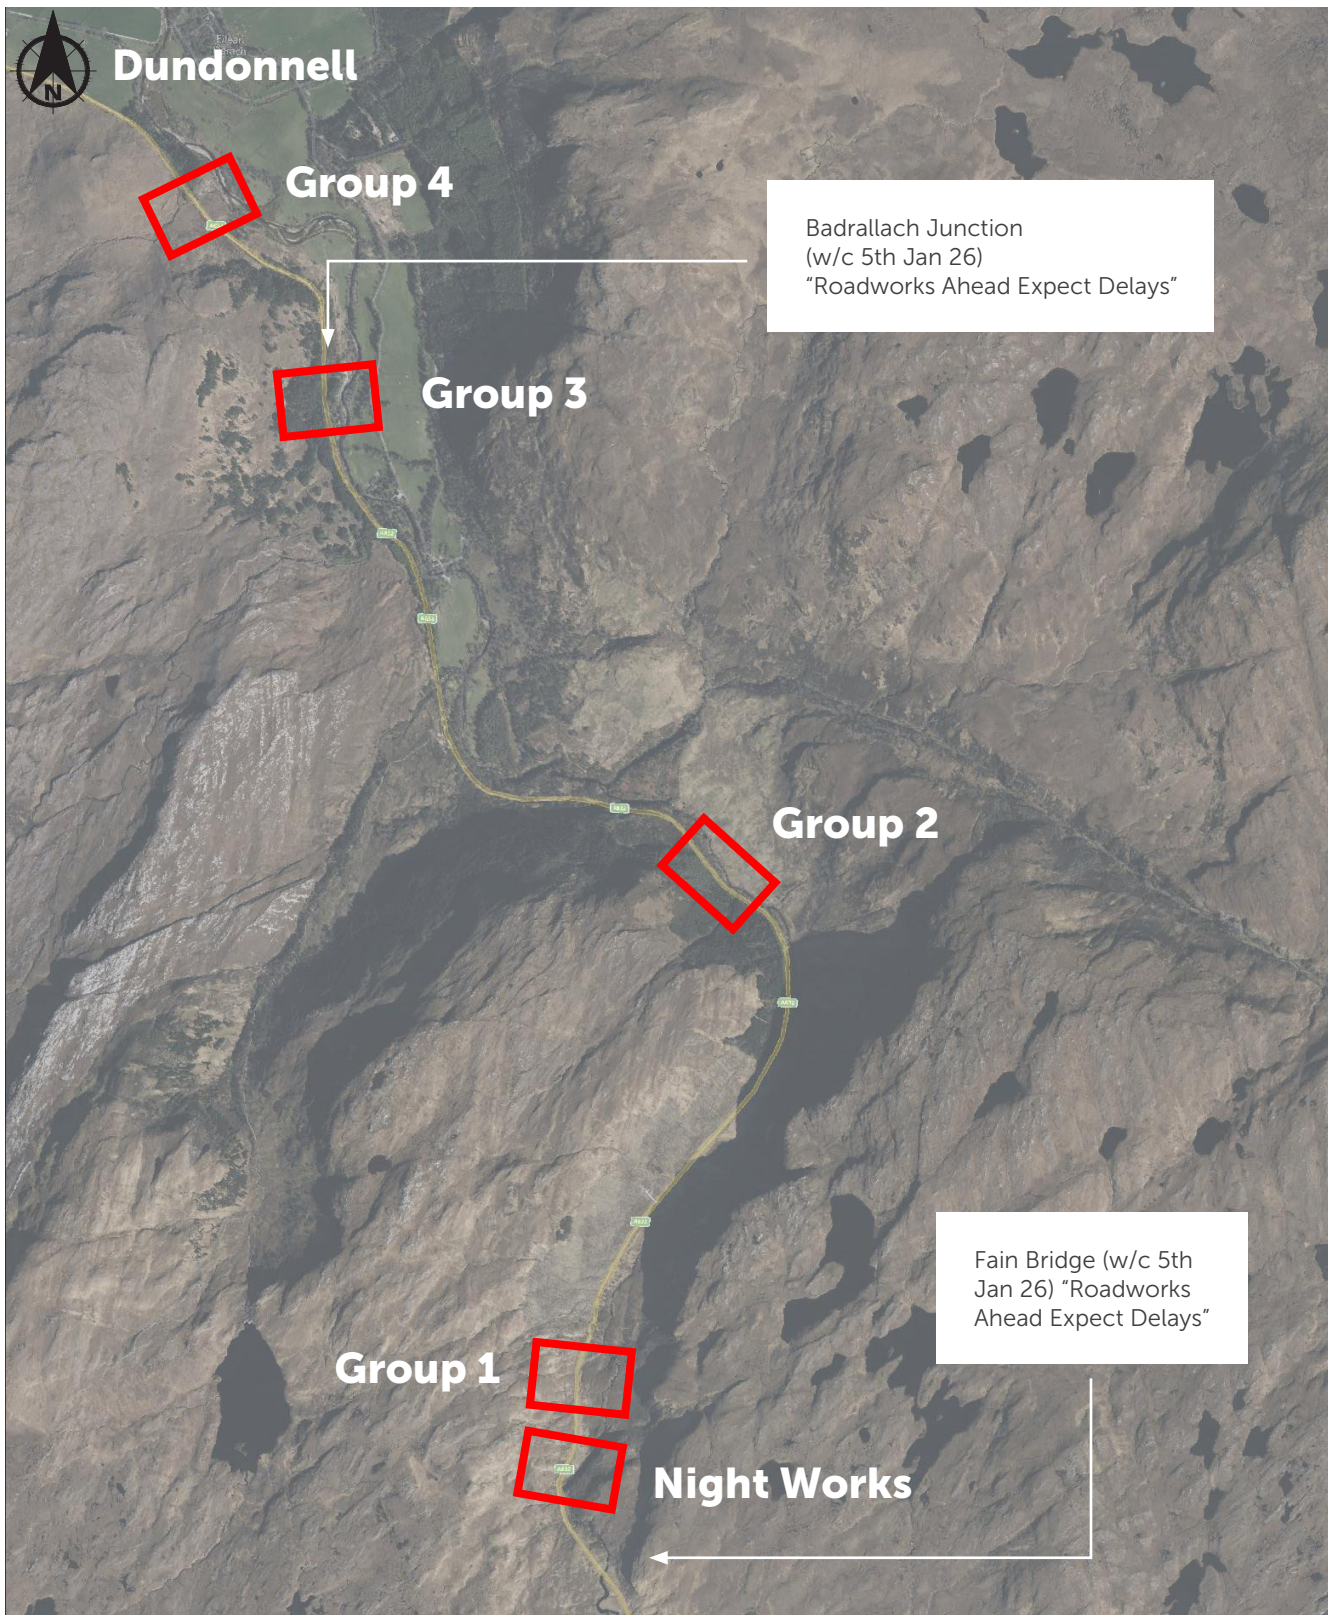 N
Dundonnell
Group 4
Badrallach Junction
(w/c 5th Jan 26)
“Roadworks Ahead Expect Delays”
Group 3
Group 2
Fain Bridge (w/c 5th
Jan 26) “Roadworks
Ahead Expect Delays”
Group 1
Night Works